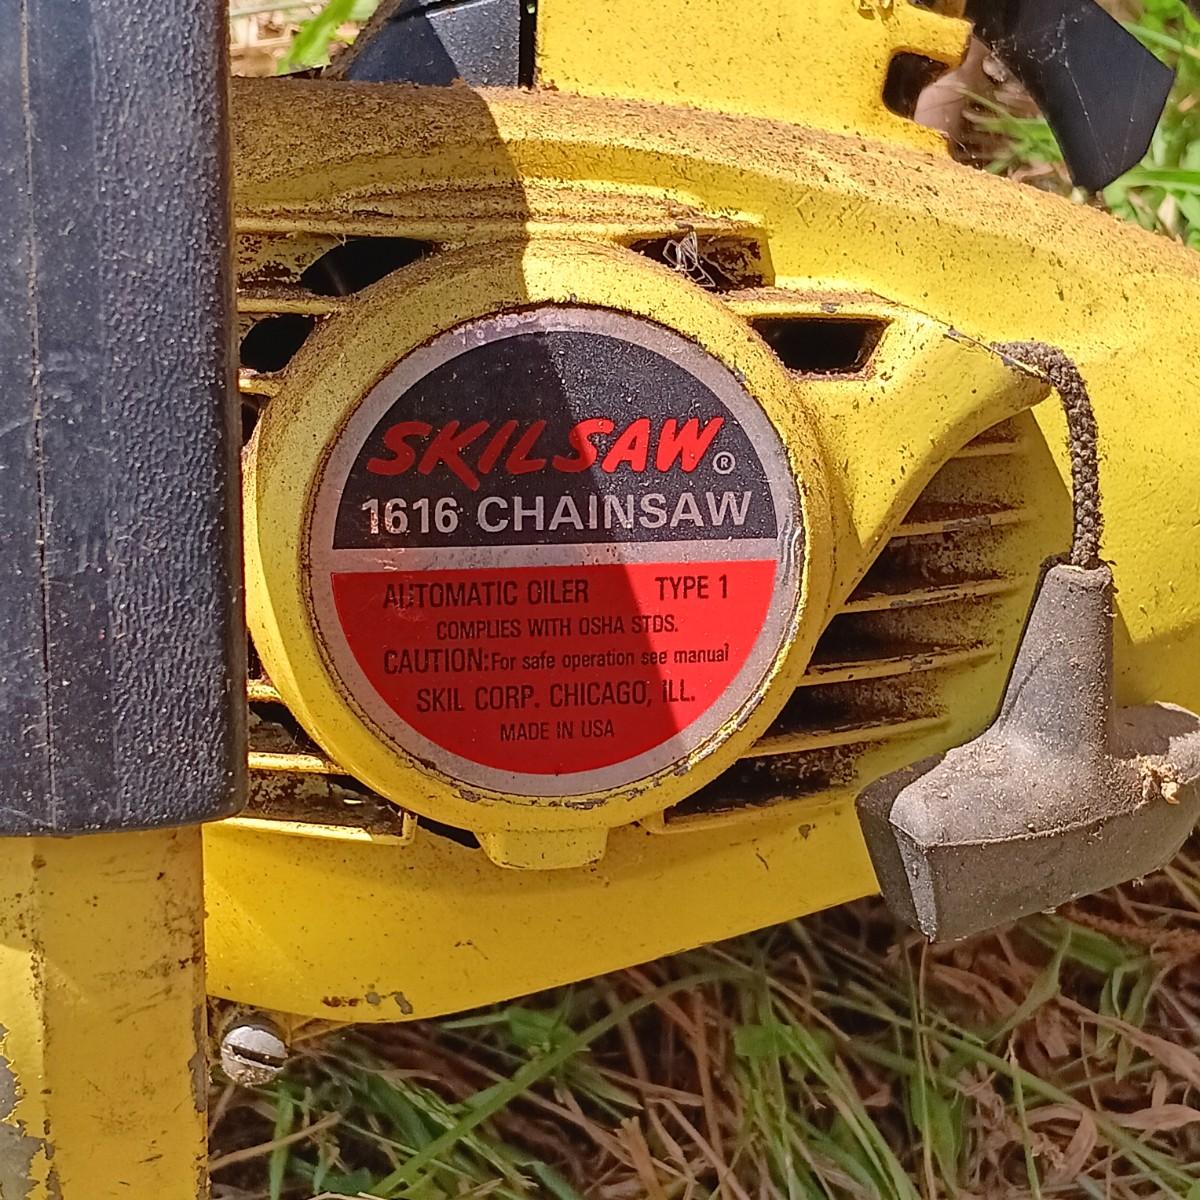 SKILSAW®
1616 CHAINSAW
AUTOMATIC OILER TYPE 1
COMPLIES WITH OSHA STDS.
CAUTION: For safe operation see manual
SKIL CORP. CHICAGO, ILL.
MADE IN USA